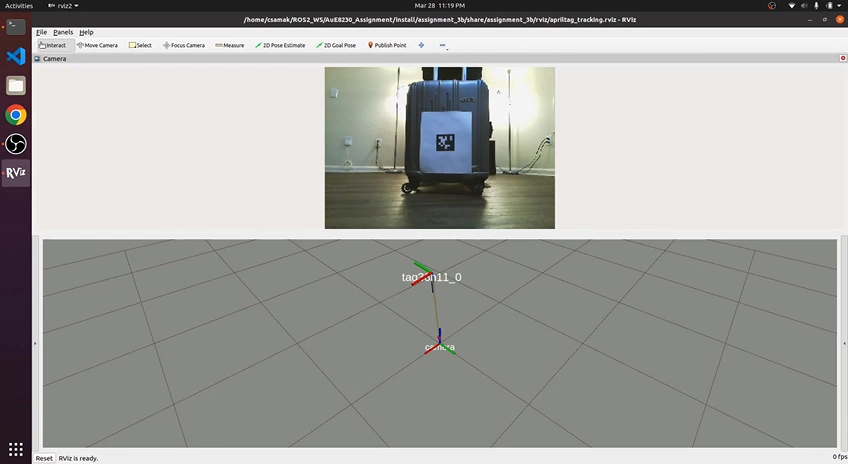 Activities rviz2 Mar 28 11:19 PM
/home/csamak/ROS2_WS/AuE8230_Assignment/install/assignment_3b/share/assignment_3b/rviz/apriltag_tracking.rviz - RViz
File Panels Help
Interact Move Camera Select Focus Camera Measure 2D Pose Estimate 2D Goal Pose Publish Point
Camera
RViz
tag36h11_0
camera
Reset RViz is ready. 0 fps